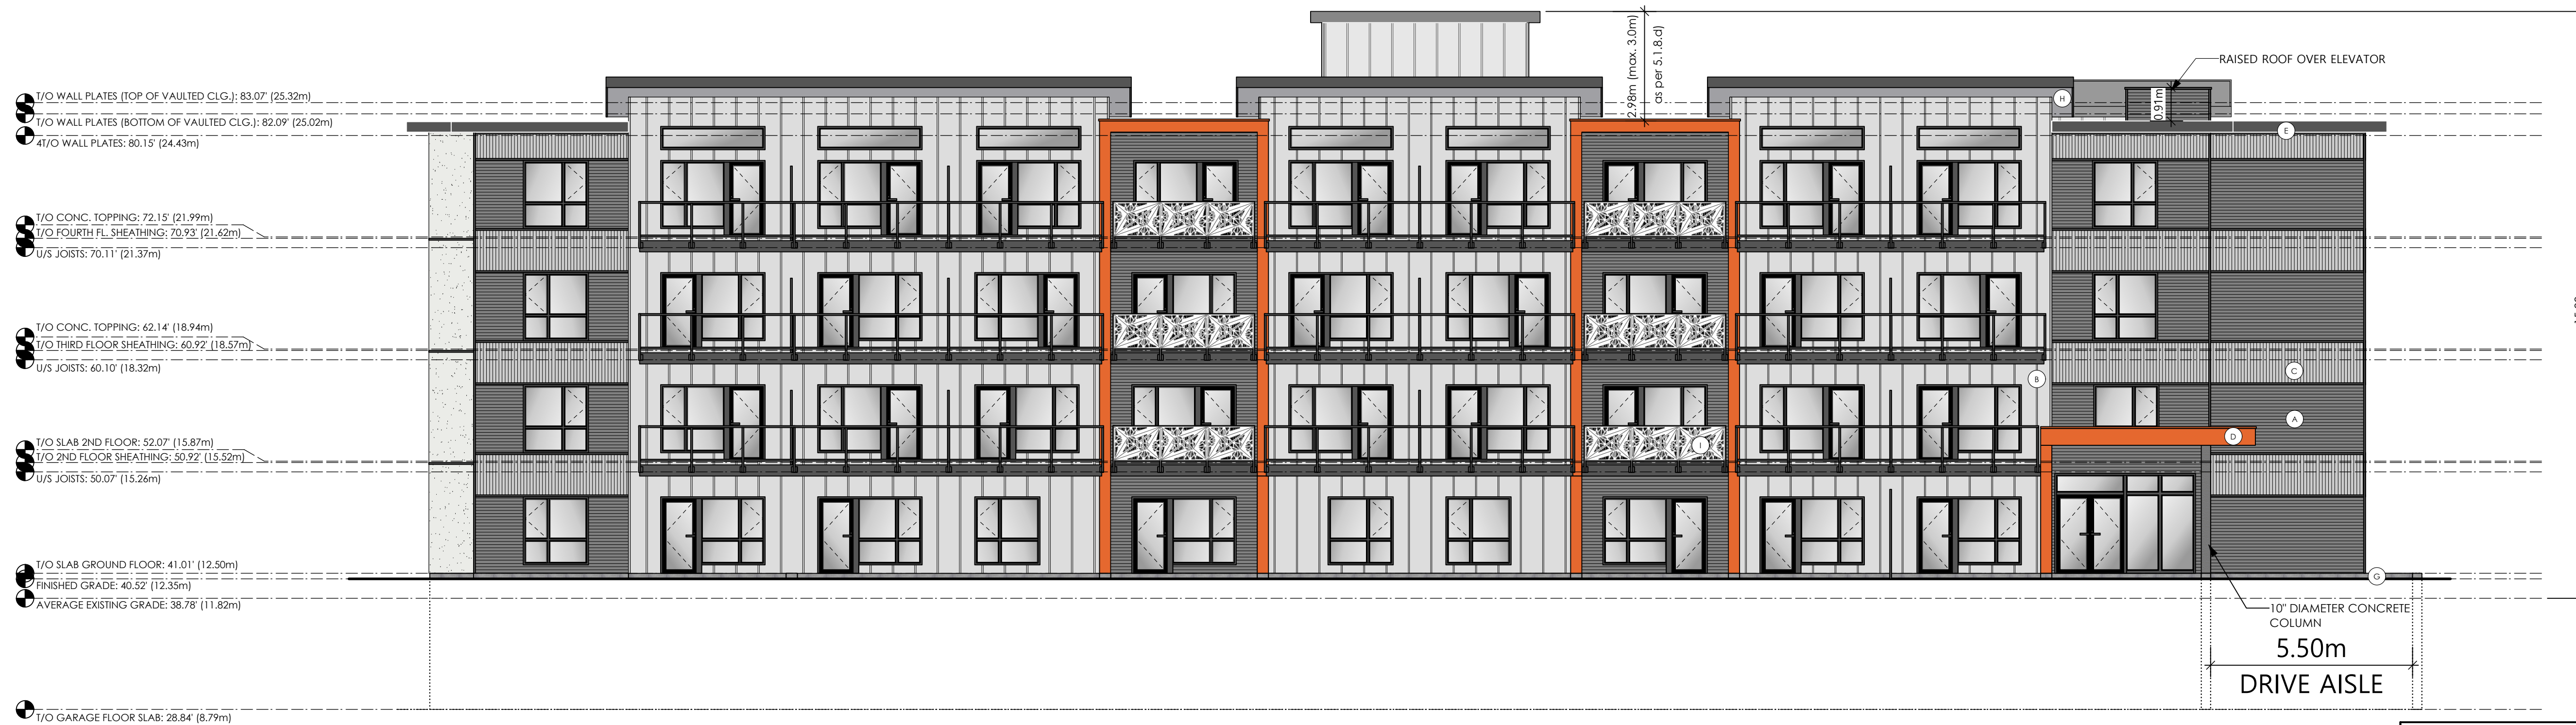 T/O WALL PLATES (TOP OF VAULTED CLG.): 83.07' (25.32m)
T/O WALL PLATES (BOTTOM OF VAULTED CLG.): 82.09' (25.02m)
4T/O WALL PLATES: 80.15' (24.43m)
T/O CONC. TOPPING: 72.15' (21.99m)
T/O FOURTH FL. SHEATHING: 70.93' (21.62m)
U/S JOISTS: 70.11' (21.37m)
T/O CONC. TOPPING: 62.14' (18.94m)
T/O THIRD FLOOR SHEATHING: 60.92' (18.57m)
U/S JOISTS: 60.10' (18.32m)
T/O SLAB 2ND FLOOR: 52.07' (15.87m)
T/O 2ND FLOOR SHEATHING: 50.92' (15.52m)
U/S JOISTS: 50.07' (15.26m)
T/O SLAB GROUND FLOOR: 41.01' (12.50m)
FINISHED GRADE: 40.52' (12.35m)
AVERAGE EXISTING GRADE: 38.78' (11.82m)
T/O GARAGE FLOOR SLAB: 28.84' (8.79m)
2.98m (max. 3.0m)
as per 5.1.8.d)
RAISED ROOF OVER ELEVATOR
0.91m
H
E
C
B
A
D
I
G
10" DIAMETER CONCRETE
COLUMN
5.50m
DRIVE AISLE